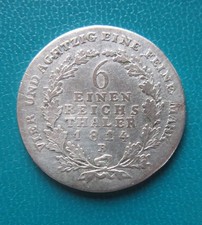 VIER UND ACHTZIG EINE FEINE MARK
6
EINEN
REICHS
THALER
1814